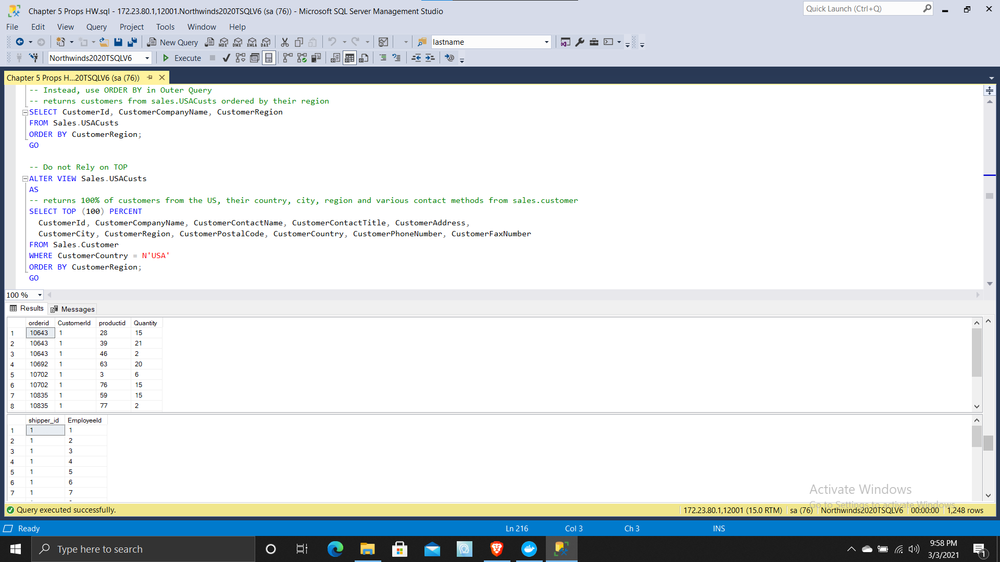 Chapter 5 Props HW.sql - 172.23.80.1,12001.Northwinds2020TSQLV6 (sa (76)) - Microsoft SQL Server Management Studio
Quick Launch (Ctrl+Q)
File Edit View Query Project Tools Window Help
New Query MDX DMX XMLA DAX lastname
Northwinds2020TSQLV6 Execute
Chapter 5 Props H...20TSQLV6 (sa (76))
-- Instead, use ORDER BY in Outer Query
-- returns customers from sales.USACusts ordered by their region
SELECT CustomerId, CustomerCompanyName, CustomerRegion
FROM Sales.USACusts
ORDER BY CustomerRegion;
GO
-- Do not Rely on TOP
ALTER VIEW Sales.USACusts
AS
-- returns 100% of customers from the US, their country, city, region and various contact methods from sales.customer
SELECT TOP (100) PERCENT
CustomerId, CustomerCompanyName, CustomerContactName, CustomerContactTitle, CustomerAddress,
CustomerCity, CustomerRegion, CustomerPostalCode, CustomerCountry, CustomerPhoneNumber, CustomerFaxNumber
FROM Sales.Customer
WHERE CustomerCountry = N'USA'
ORDER BY CustomerRegion;
GO
100 %
Results Messages
orderid CustomerId productid Quantity
1 10643 1 28 15
2 10643 1 39 21
3 10643 1 46 2
4 10692 1 63 20
5 10702 1 3 6
6 10702 1 76 15
7 10835 1 59 15
8 10835 1 77 2
shipper_id EmployeeId
1 1 1
2 1 2
3 1 3
4 1 4
5 1 5
6 1 6
7 1 7
Activate Windows
Go to Settings to activate Windows.
Query executed successfully. 172.23.80.1,12001 (15.0 RTM) sa (76) Northwinds2020TSQLV6 00:00:00 1,248 rows
Ready Ln 216 Col 3 Ch 3 INS
Type here to search
9:58 PM
3/3/2021
1